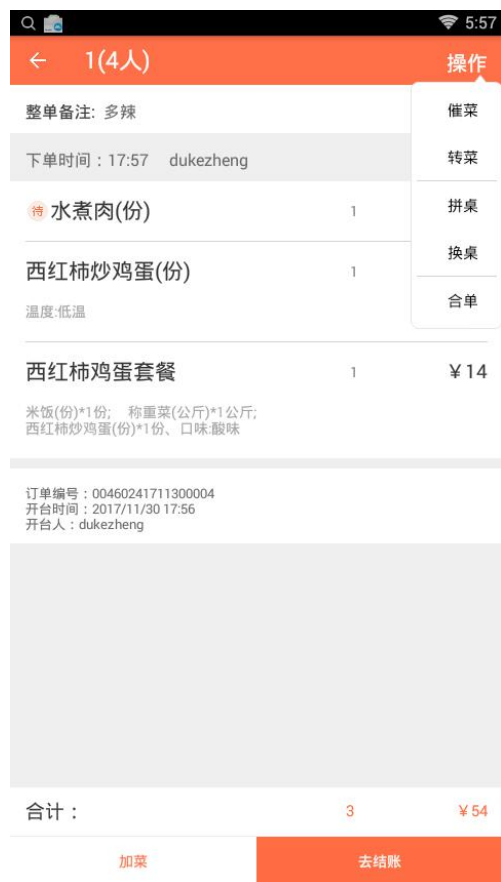 5:57
1(4人)
操作
整单备注: 多辣
催菜
下单时间：17:57 dukezheng
转菜
待 水煮肉(份) 1
拼桌
换桌
西红柿炒鸡蛋(份) 1
合单
温度:低温
西红柿鸡蛋套餐 1 ￥14
米饭(份)*1份; 称重菜(公斤)*1公斤;
西红柿炒鸡蛋(份)*1份、口味:酸味
订单编号：00460241711300004
开台时间：2017/11/30 17:56
开台人：dukezheng
合计： 3 ￥54
加菜 去结账